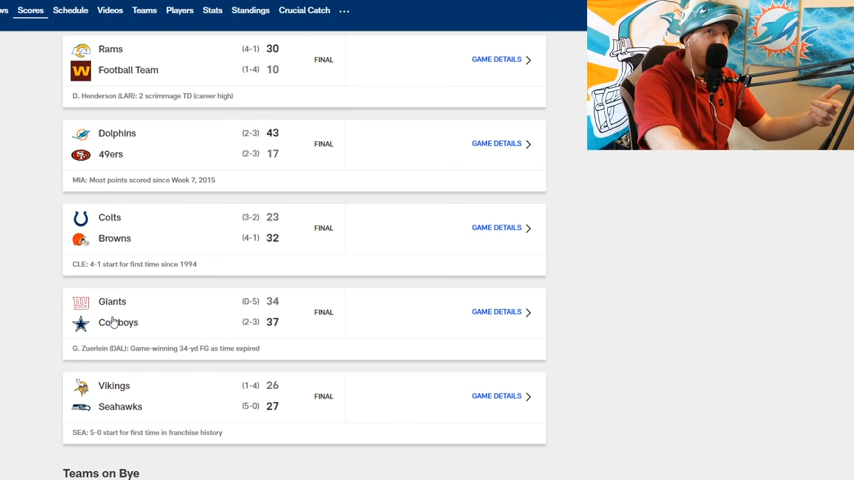 ws Scores Schedule Videos Teams Players Stats Standings Crucial Catch ...
Rams (4-1) 30
FINAL
GAME DETAILS
Football Team (1-4) 10
D. Henderson (LAR): 2 scrimmage TD (career high)
Dolphins (2-3) 43
FINAL
GAME DETAILS
49ers (2-3) 17
MIA: Most points scored since Week 7, 2015
Colts (3-2) 23
FINAL
GAME DETAILS
Browns (4-1) 32
CLE: 4-1 start for first time since 1994
Giants (0-5) 34
FINAL
GAME DETAILS
Cowboys (2-3) 37
G. Zuerlein (DAL): Game-winning 34-yd FG as time expired
Vikings (1-4) 26
FINAL
GAME DETAILS
Seahawks (5-0) 27
SEA: 5-0 start for first time in franchise history
Teams on Bye